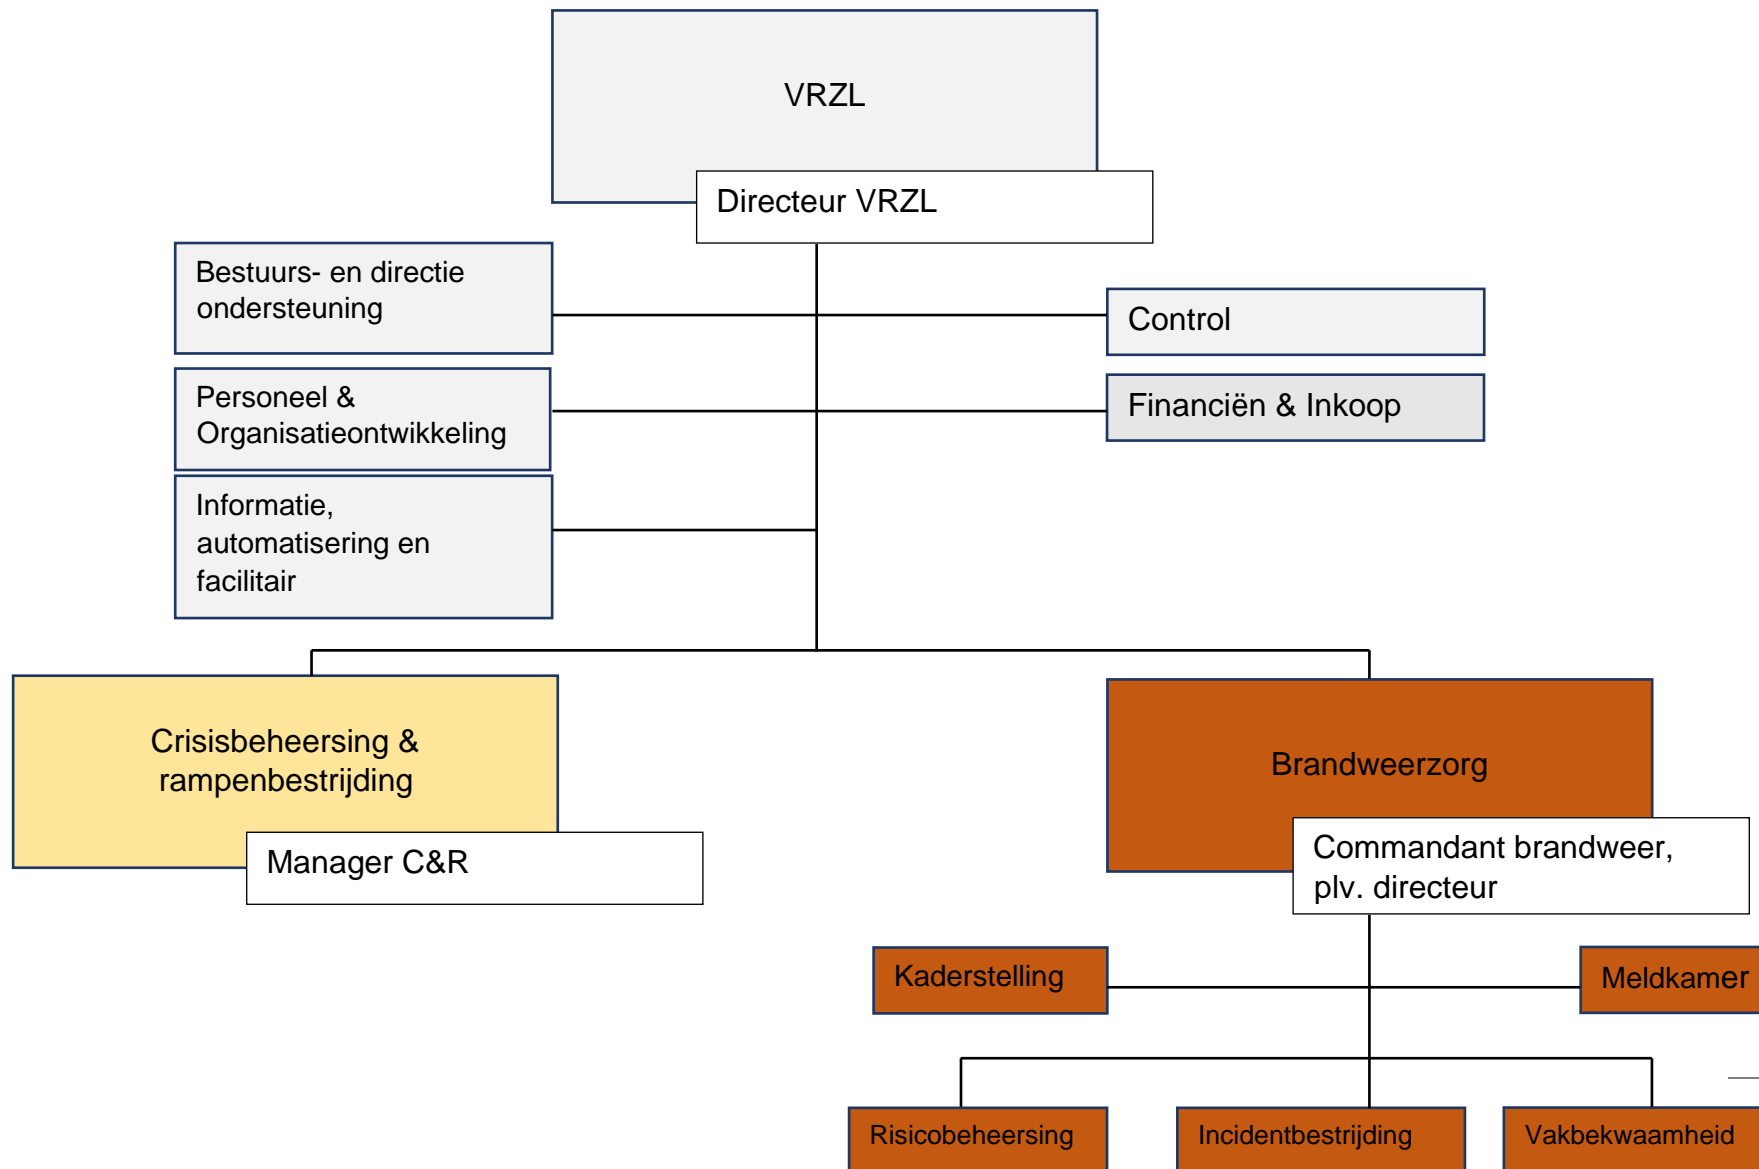 VRZL
Directeur VRZL
Bestuurs- en directie
ondersteuning
Control
Personeel &
Organisatieontwikkeling
Financiën & Inkoop
Informatie,
automatisering en
facilitair
Crisisbeheersing &
rampenbestrijding
Manager C&R
Brandweerzorg
Commandant brandweer,
plv. directeur
Kaderstelling
Meldkamer
Risicobeheersing
Incidentbestrijding
Vakbekwaamheid